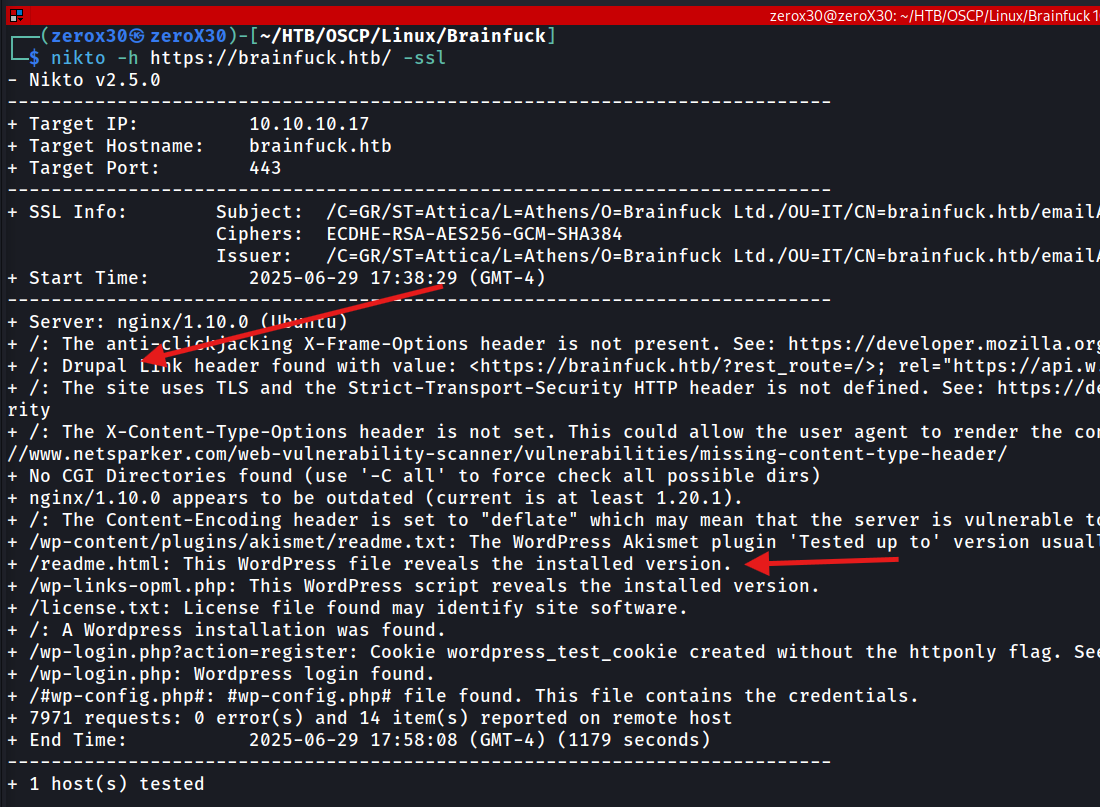 zerox30@zeroX30: ~/HTB/OSCP/Linux/Brainfuck 1
(zerox30㉿zeroX30)-[~/HTB/OSCP/Linux/Brainfuck]
$ nikto -h https://brainfuck.htb/ -ssl
- Nikto v2.5.0
---------------------------------------------------------------------------
+ Target IP:          10.10.10.17
+ Target Hostname:    brainfuck.htb
+ Target Port:        443
---------------------------------------------------------------------------
+ SSL Info:        Subject:  /C=GR/ST=Attica/L=Athens/O=Brainfuck Ltd./OU=IT/CN=brainfuck.htb/emailA
                   Ciphers:  ECDHE-RSA-AES256-GCM-SHA384
                   Issuer:   /C=GR/ST=Attica/L=Athens/O=Brainfuck Ltd./OU=IT/CN=brainfuck.htb/emailA
+ Start Time:         2025-06-29 17:38:29 (GMT-4)
---------------------------------------------------------------------------
+ Server: nginx/1.10.0 (Ubuntu)
+ /: The anti-clickjacking X-Frame-Options header is not present. See: https://developer.mozilla.org
+ /: Drupal Link header found with value: <https://brainfuck.htb/?rest_route=/>; rel="https://api.w.
+ /: The site uses TLS and the Strict-Transport-Security HTTP header is not defined. See: https://de
rity
+ /: The X-Content-Type-Options header is not set. This could allow the user agent to render the con
//www.netsparker.com/web-vulnerability-scanner/vulnerabilities/missing-content-type-header/
+ No CGI Directories found (use '-C all' to force check all possible dirs)
+ nginx/1.10.0 appears to be outdated (current is at least 1.20.1).
+ /: The Content-Encoding header is set to "deflate" which may mean that the server is vulnerable to
+ /wp-content/plugins/akismet/readme.txt: The WordPress Akismet plugin 'Tested up to' version usuall
+ /readme.html: This WordPress file reveals the installed version.
+ /wp-links-opml.php: This WordPress script reveals the installed version.
+ /license.txt: License file found may identify site software.
+ /: A Wordpress installation was found.
+ /wp-login.php?action=register: Cookie wordpress_test_cookie created without the httponly flag. See
+ /wp-login.php: Wordpress login found.
+ /#wp-config.php#: #wp-config.php# file found. This file contains the credentials.
+ 7971 requests: 0 error(s) and 14 item(s) reported on remote host
+ End Time:           2025-06-29 17:58:08 (GMT-4) (1179 seconds)
---------------------------------------------------------------------------
+ 1 host(s) tested